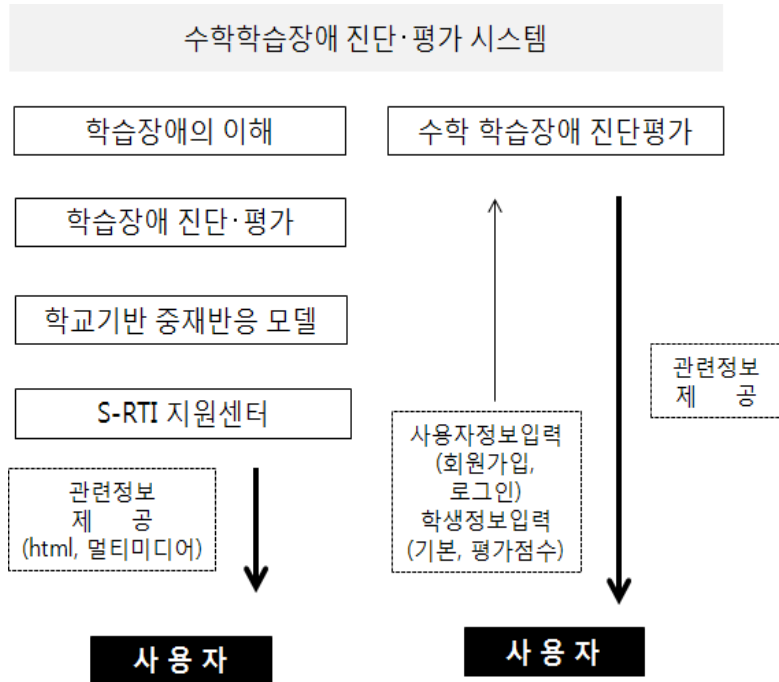 수학학습장애 진단·평가 시스템
학습장애의 이해
학습장애 진단·평가
학교기반 중재반응 모델
S-RTI 지원센터
관련정보
제 공
(html, 멀티미디어)
사 용 자
수학 학습장애 진단평가
사용자정보입력
(회원가입,
로그인)
학생정보입력
(기본, 평가점수)
관련정보
제 공
사 용 자